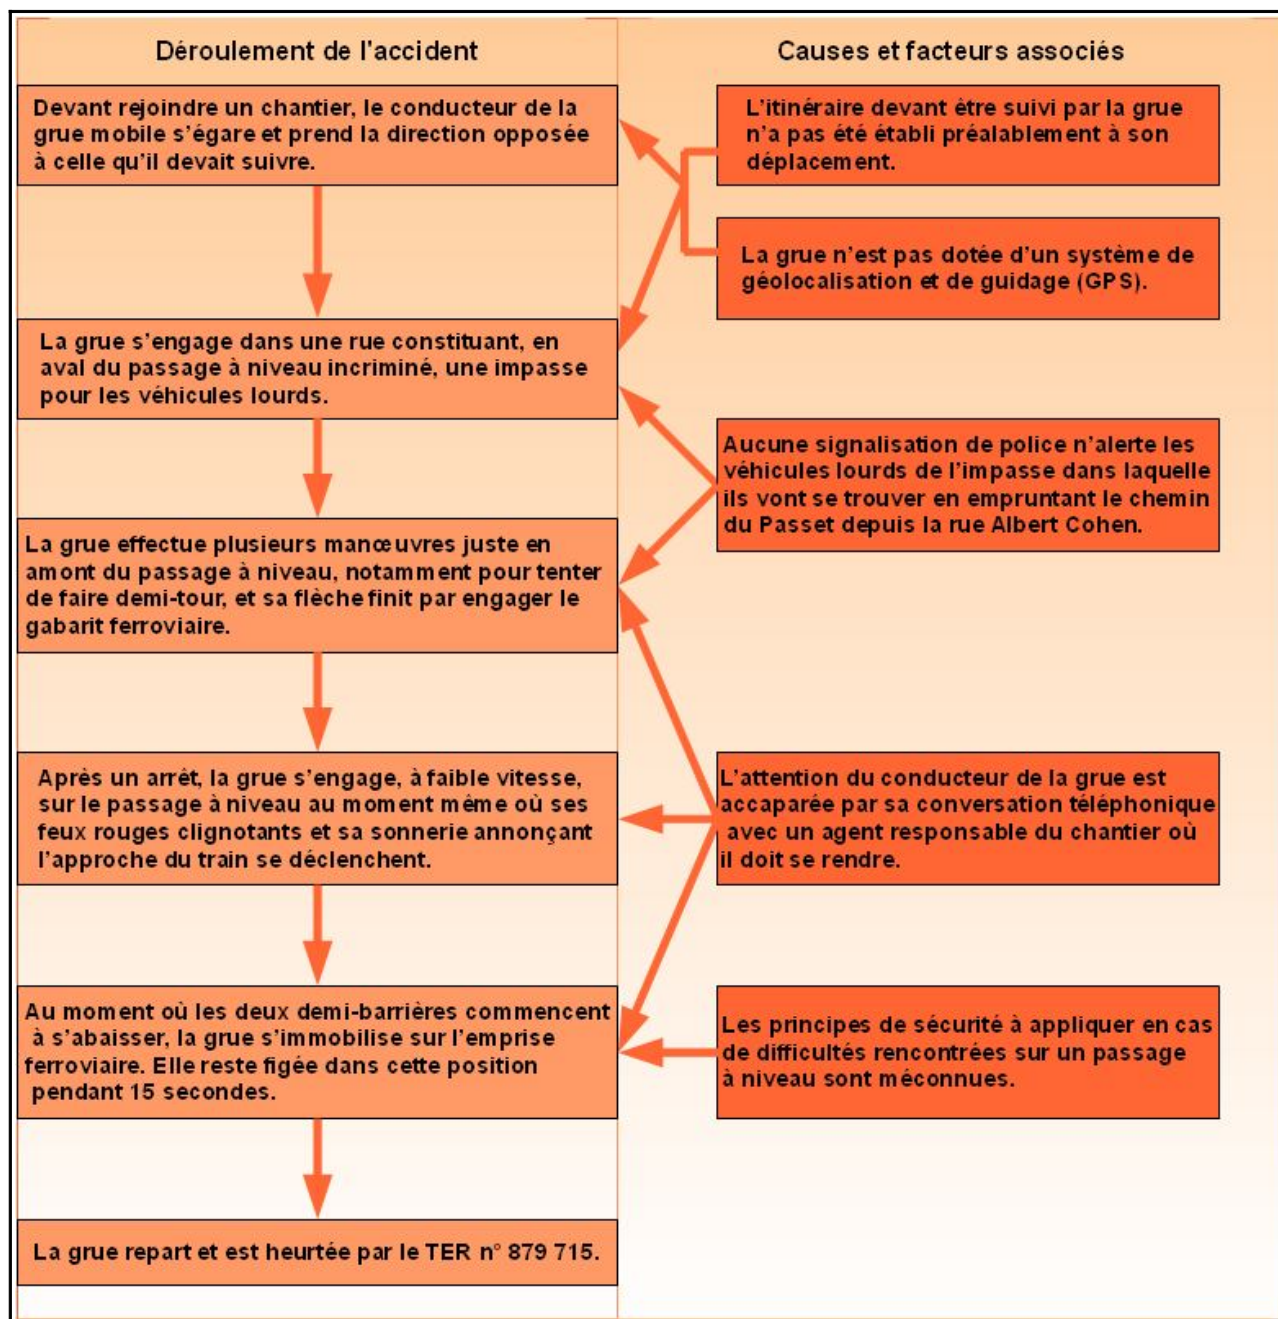 Déroulement de l'accident
Devant rejoindre un chantier, le conducteur de la
grue mobile s'égare et prend la direction opposée
à celle qu'il devait suivre.
La grue s'engage dans une rue constituant, en
aval du passage à niveau incriminé, une impasse
pour les véhicules lourds.
La grue effectue plusieurs manœuvres juste en
amont du passage à niveau, notamment pour tenter
de faire demi-tour, et sa flèche finit par engager le
gabarit ferroviaire.
Après un arrêt, la grue s'engage, à faible vitesse,
sur le passage à niveau au moment même où ses
feux rouges clignotants et sa sonnerie annonçant
l'approche du train se déclenchent.
Au moment où les deux demi-barrières commencent
à s'abaisser, la grue s'immobilise sur l'emprise
ferroviaire. Elle reste figée dans cette position
pendant 15 secondes.
La grue repart et est heurtée par le TER n° 879 715.
Causes et facteurs associés
L'itinéraire devant être suivi par la grue
n'a pas été établi préalablement à son
déplacement.
La grue n'est pas dotée d'un système de
géolocalisation et de guidage (GPS).
Aucune signalisation de police n'alerte les
véhicules lourds de l'impasse dans laquelle
ils vont se trouver en empruntant le chemin
du Passet depuis la rue Albert Cohen.
L'attention du conducteur de la grue est
accaparée par sa conversation téléphonique
avec un agent responsable du chantier où
il doit se rendre.
Les principes de sécurité à appliquer en cas
de difficultés rencontrées sur un passage
à niveau sont méconnues.